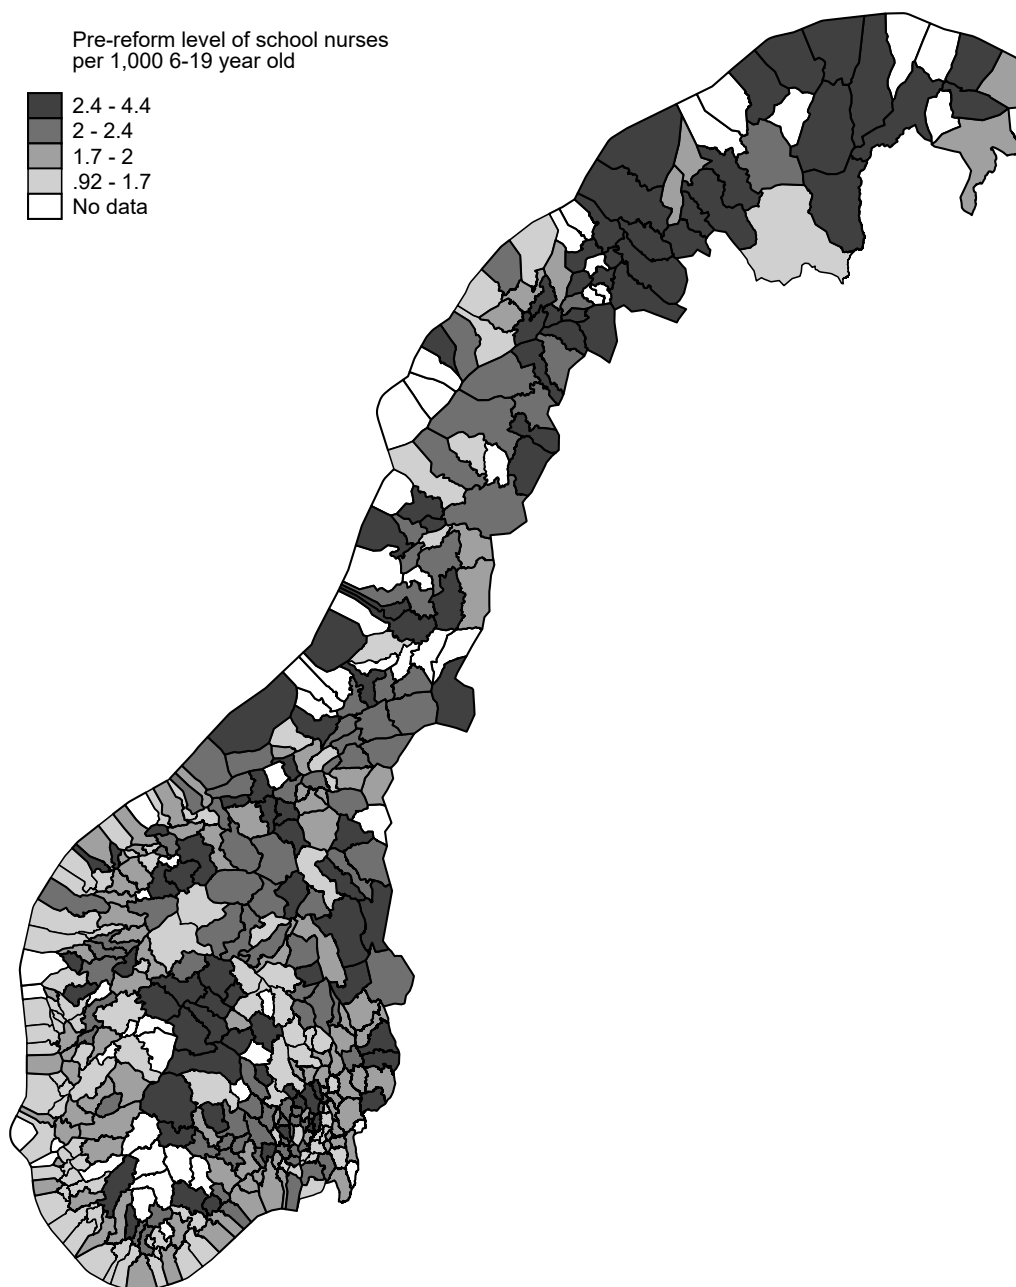 Pre-reform level of school nurses
per 1,000 6-19 year old
2.4 - 4.4
2 - 2.4
1.7 - 2
.92 - 1.7
No data